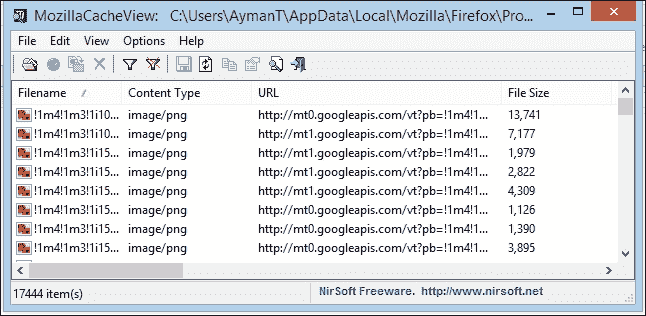 MozillaCacheView:   C:\Users\AymanT\AppData\Local\Mozilla\Firefox\Pro...
File Edit View Options Help
Filename / Content Type URL File Size
!1m4!1m3!1i10... image/png http://mt0.googleapis.com/vt?pb=!1m4!1... 13,741
!1m4!1m3!1i10... image/png http://mt1.googleapis.com/vt?pb=!1m4!1... 7,177
!1m4!1m3!1i15... image/png http://mt1.googleapis.com/vt?pb=!1m4!1... 1,979
!1m4!1m3!1i15... image/png http://mt1.googleapis.com/vt?pb=!1m4!1... 2,822
!1m4!1m3!1i15... image/png http://mt1.googleapis.com/vt?pb=!1m4!1... 4,309
!1m4!1m3!1i15... image/png http://mt0.googleapis.com/vt?pb=!1m4!1... 1,126
!1m4!1m3!1i15... image/png http://mt0.googleapis.com/vt?pb=!1m4!1... 1,390
!1m4!1m3!1i15... image/png http://mt0.googleapis.com/vt?pb=!1m4!1... 3,895
17444 item(s) NirSoft Freeware.  http://www.nirsoft.net